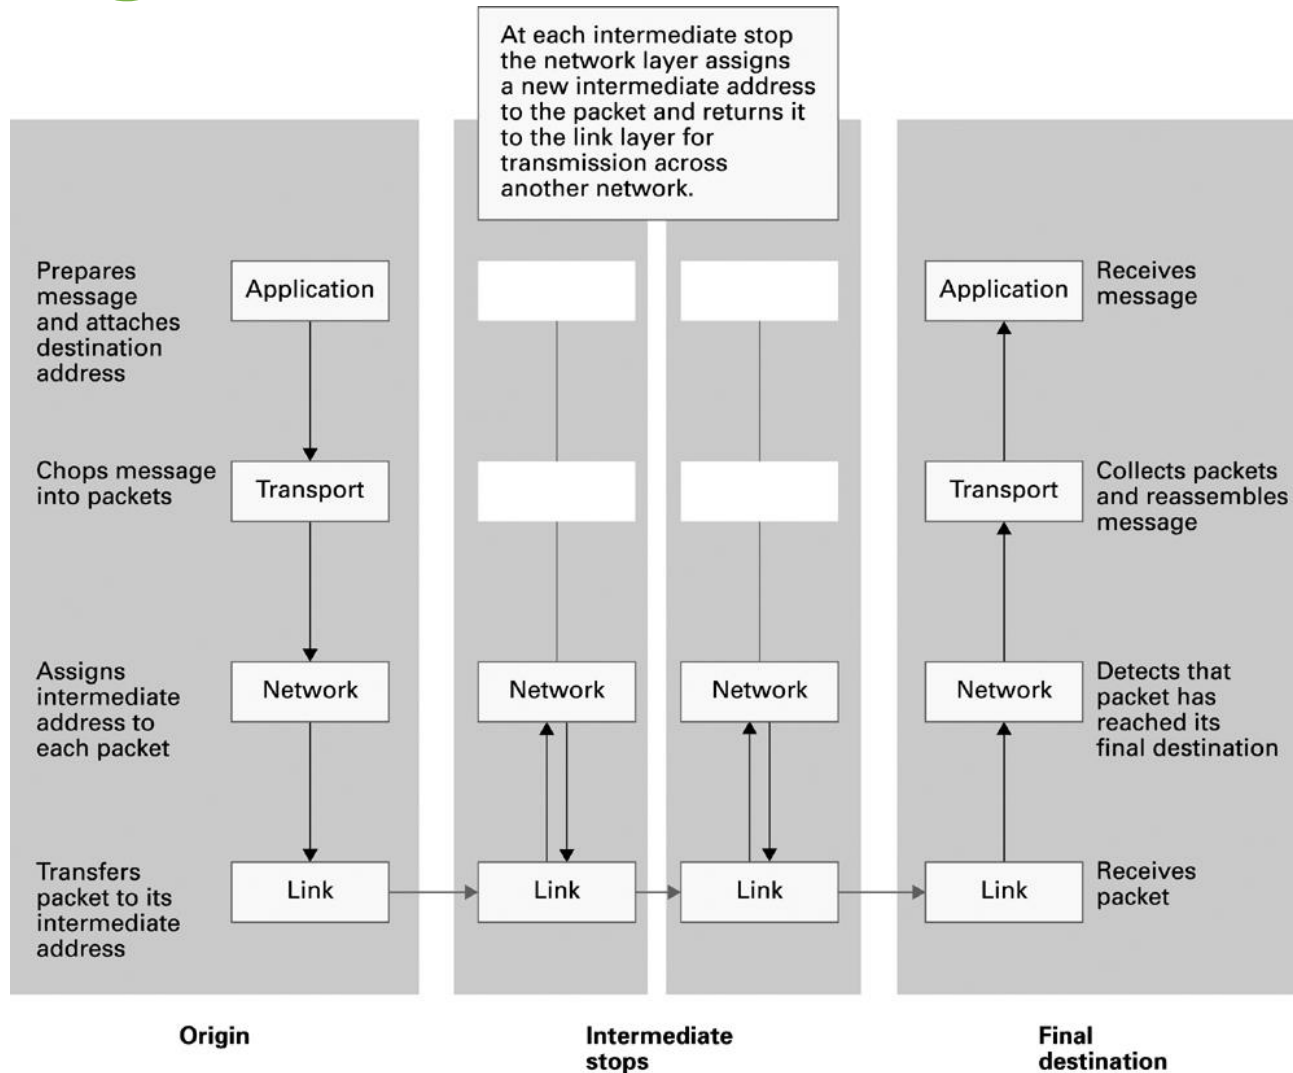 At each intermediate stop
the network layer assigns
a new intermediate address
to the packet and returns it
to the link layer for
transmission across
another network.
Prepares
message
and attaches
destination
address
Application
Application
Receives
message
Chops message
into packets
Transport
Transport
Collects packets
and reassembles
message
Assigns
intermediate
address to
each packet
Network
Network
Network
Network
Detects that
packet has
reached its
final destination
Transfers
packet to its
intermediate
address
Link
Link
Link
Link
Receives
packet
Origin
Intermediate
stops
Final
destination